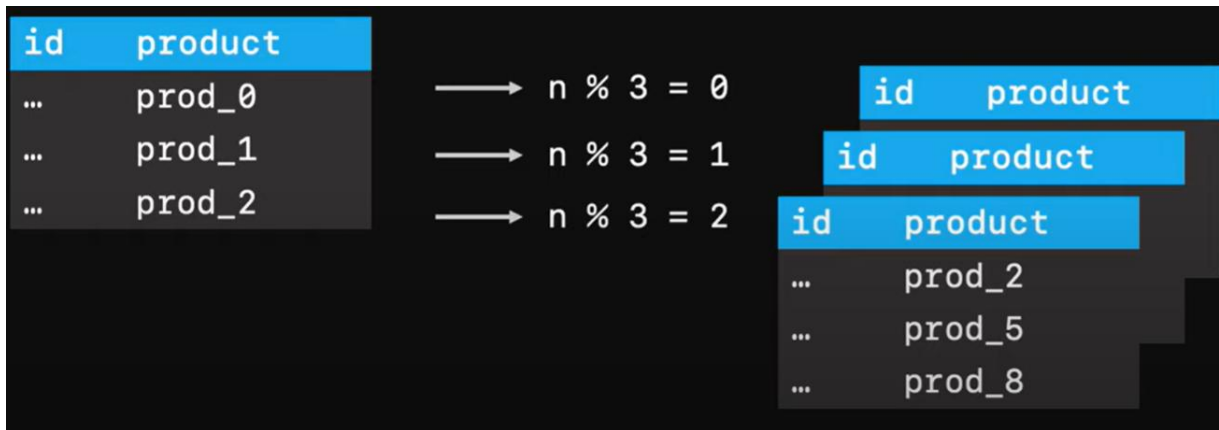 id product
… prod_0
… prod_1
… prod_2
n % 3 = 0
n % 3 = 1
n % 3 = 2
id product
id product
id product
… prod_2
… prod_5
… prod_8